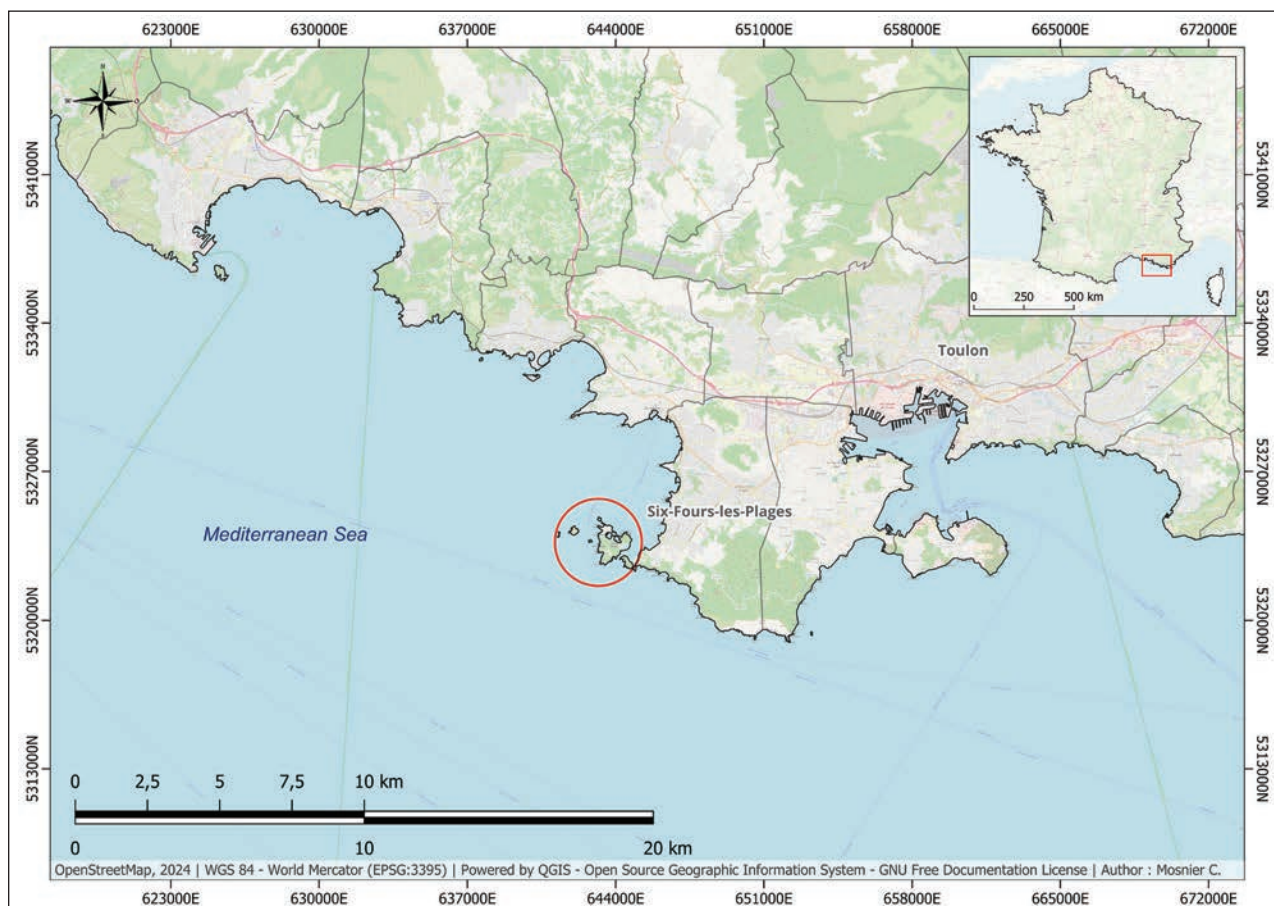 623000E 630000E 637000E 644000E 651000E 658000E 665000E 672000E
N
W O
5341000N 5341000N
0 250 500 km
5334000N 5334000N
Toulon
5327000N 5327000N
Six-Fours-les-Plages
Mediterranean Sea
5320000N 5320000N
5313000N 5313000N
0 2,5 5 7,5 10 km
0 10 20 km
OpenStreetMap, 2024 | WGS 84 - World Mercator (EPSG:3395) | Powered by QGIS - Open Source Geographic Information System - GNU Free Documentation License | Author : Mosnier C.
623000E 630000E 637000E 644000E 651000E 658000E 665000E 672000E